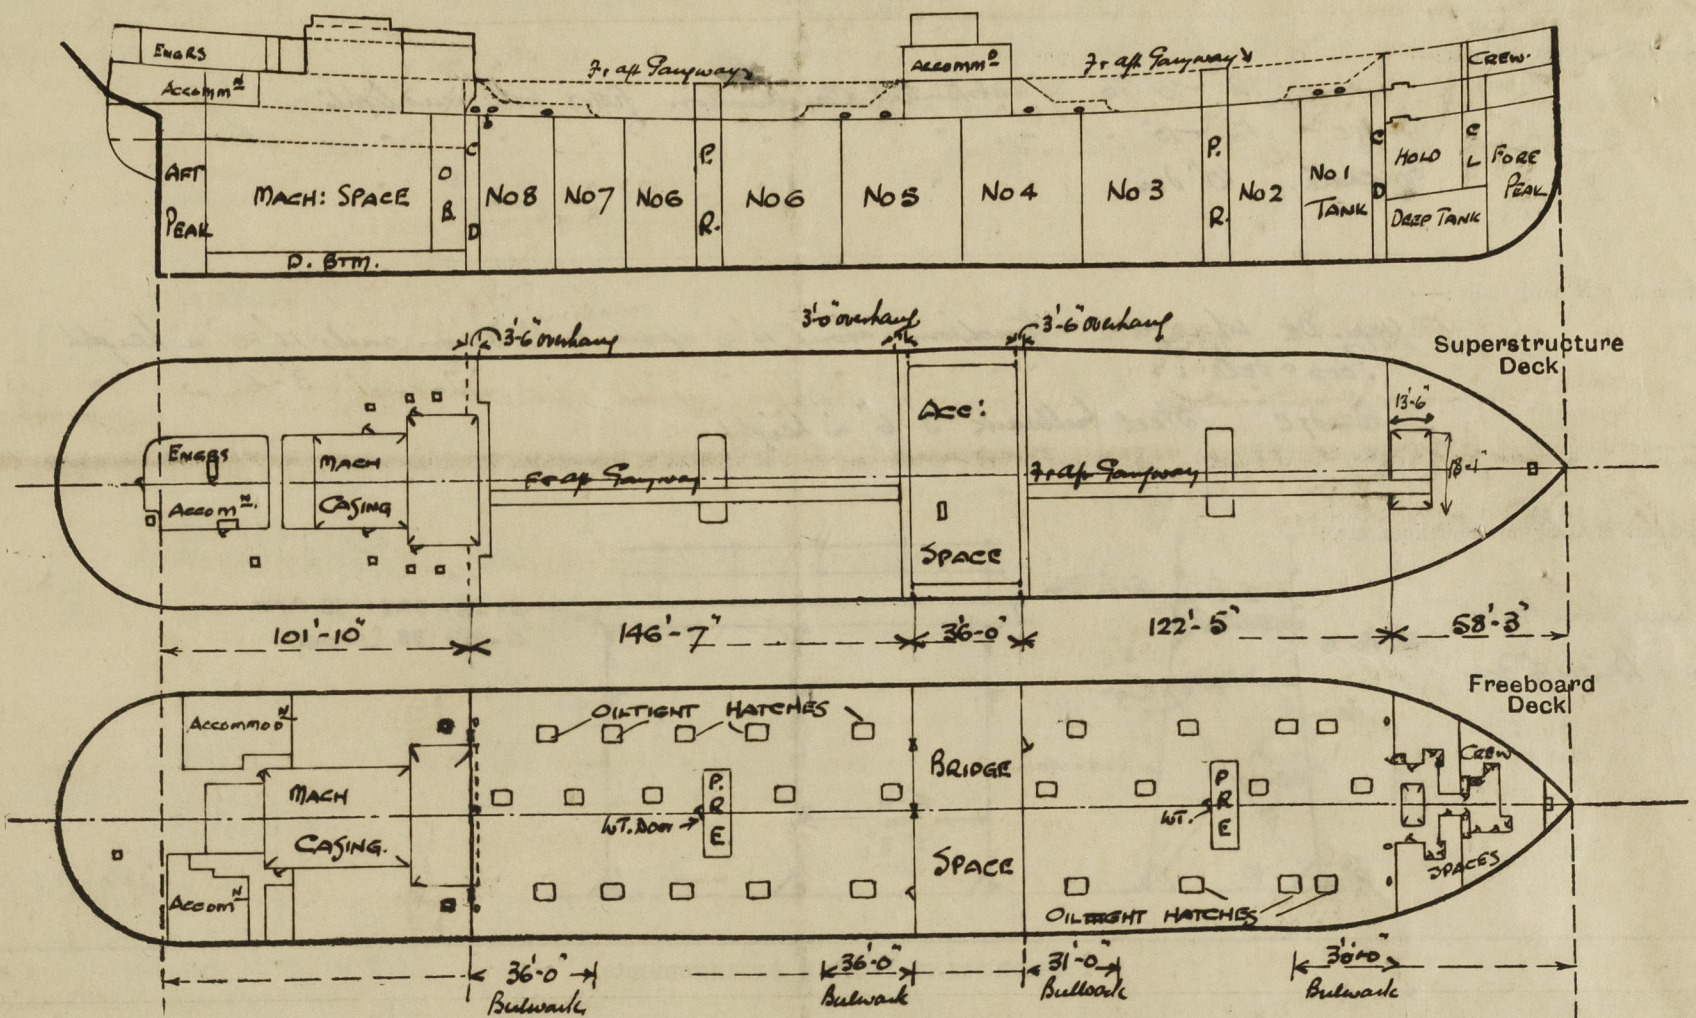 ENGRS
ACCOMM^N
F & aft Gangway
ACCOMM^D
F & aft Gangway
CREW.
AFT PEAK
MACH: SPACE
O B.
C D
No 8
No 7
No 6
P. R.
No 6
No 5
No 4
No 3
P. R.
No 2
No 1 TANK
C D
HOLD
C L
FORE PEAK
DEEP TANK
D. BTM.
3'-6" overhang
3'-0" overhang
3'-6" overhang
Superstructure
Deck
13'-6"
ENGRS
ACCOM^N.
MACH
CASING
F & aft Gangway
ACC:
SPACE
F & aft Gangway
18'-1"
101'-10"
146'-7"
36'-0"
122'-5"
58'-3"
Freeboard
Deck
ACCOMMOD^N
OILTIGHT HATCHES
MACH
CASING.
P. R E
WT. Door
BRIDGE
SPACE
P R E
WT.
CREW
SPACES
ACCOM^N
OILTIGHT HATCHES
36'-0"
Bulwark
36'-0"
Bulwark
31'-0"
Bulwark
30'-0"
Bulwark